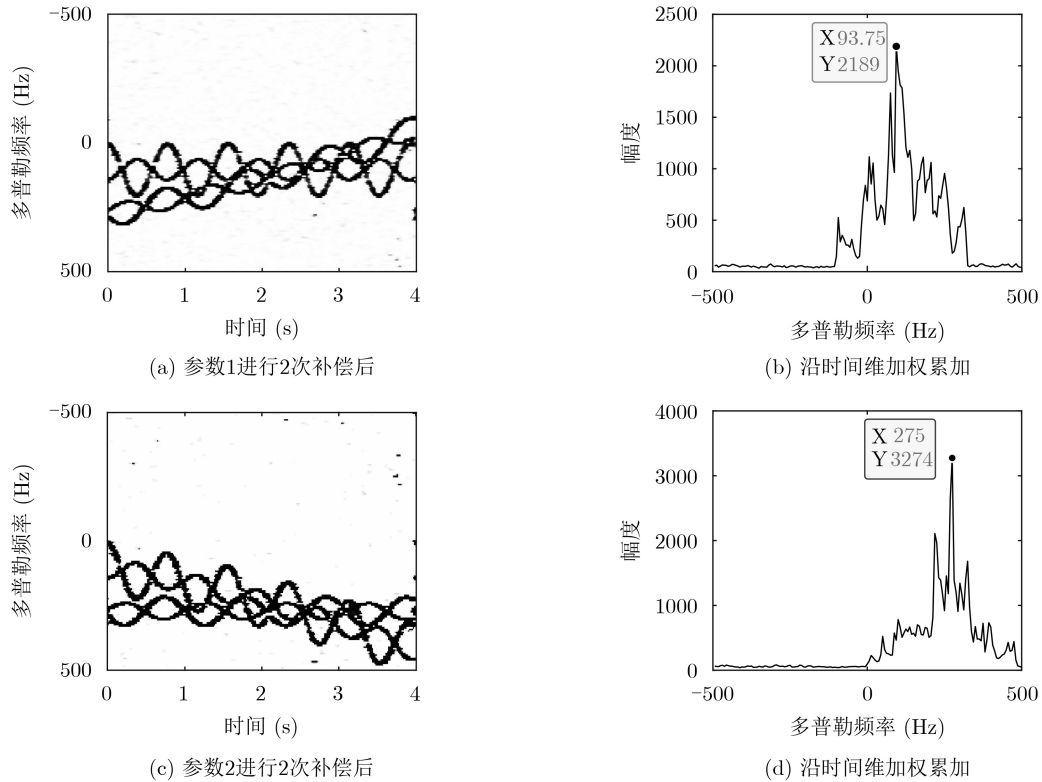 −500
0
500
0
1
2
3
4
多普勒频率 (Hz)
时间 (s)
(a) 参数1进行2次补偿后
2500
2000
1500
1000
500
0
−500
0
500
幅度
X 93.75
Y 2189
多普勒频率 (Hz)
(b) 沿时间维加权累加
−500
0
500
0
1
2
3
4
多普勒频率 (Hz)
时间 (s)
(c) 参数2进行2次补偿后
4000
3000
2000
1000
0
−500
0
500
幅度
X 275
Y 3274
多普勒频率 (Hz)
(d) 沿时间维加权累加